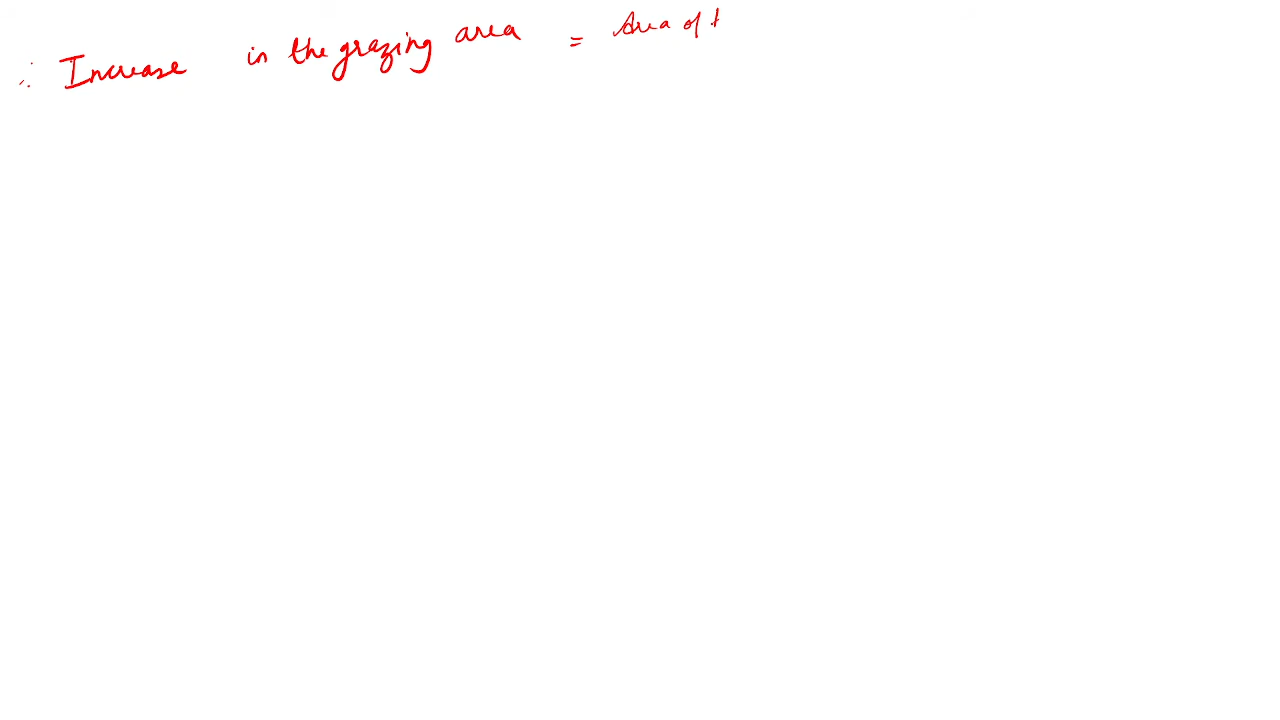 ∴ Increase in the grazing area = Area of